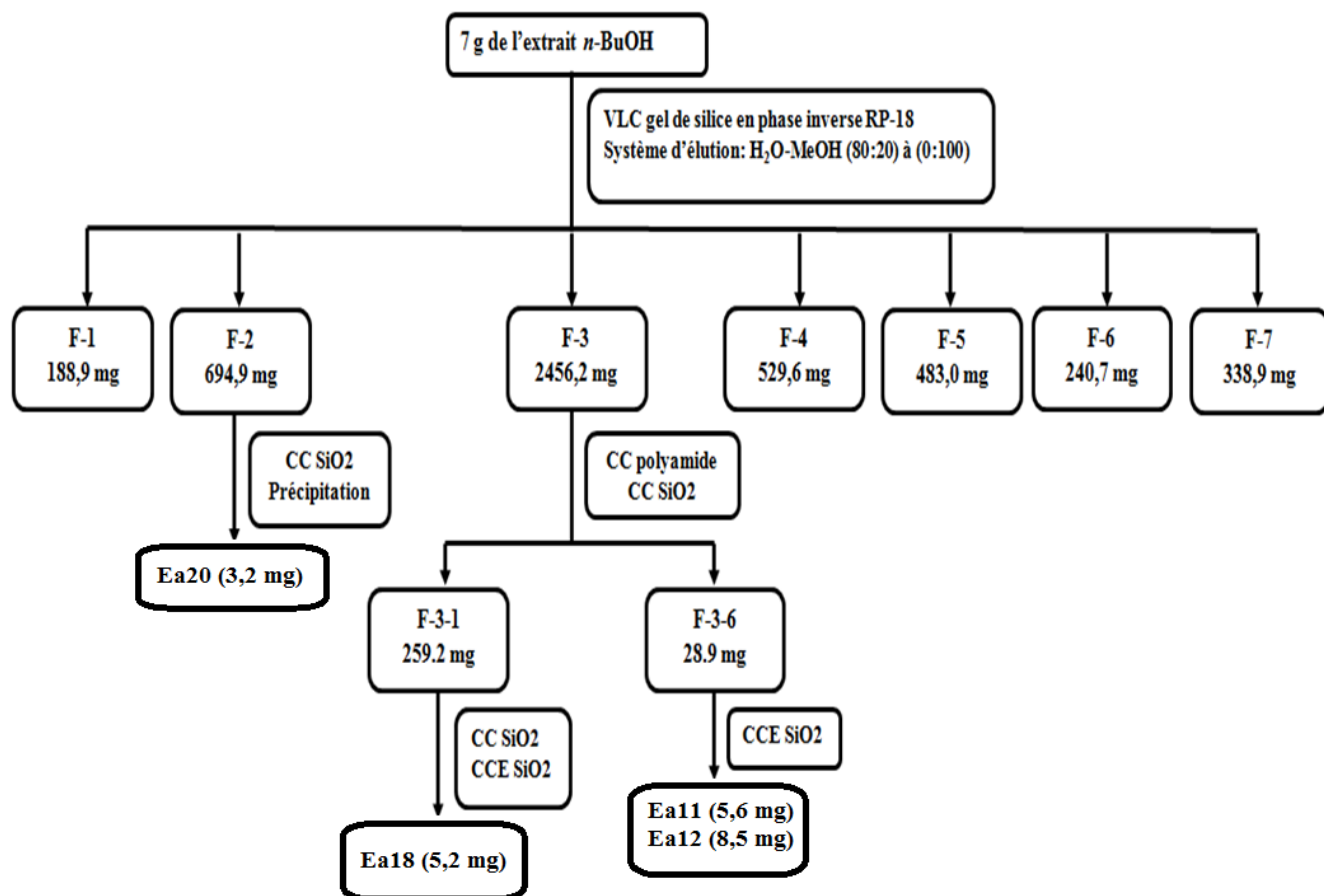 7 g de l’extrait n-BuOH
VLC gel de silice en phase inverse RP-18
Système d’élution: H₂O-MeOH (80:20) à (0:100)
F-1
188,9 mg
F-2
694,9 mg
F-3
2456,2 mg
F-4
529,6 mg
F-5
483,0 mg
F-6
240,7 mg
F-7
338,9 mg
CC SiO2
Précipitation
CC polyamide
CC SiO2
Ea20 (3,2 mg)
F-3-1
259.2 mg
F-3-6
28.9 mg
CC SiO2
CCE SiO2
CCE SiO2
Ea18 (5,2 mg)
Ea11 (5,6 mg)
Ea12 (8,5 mg)